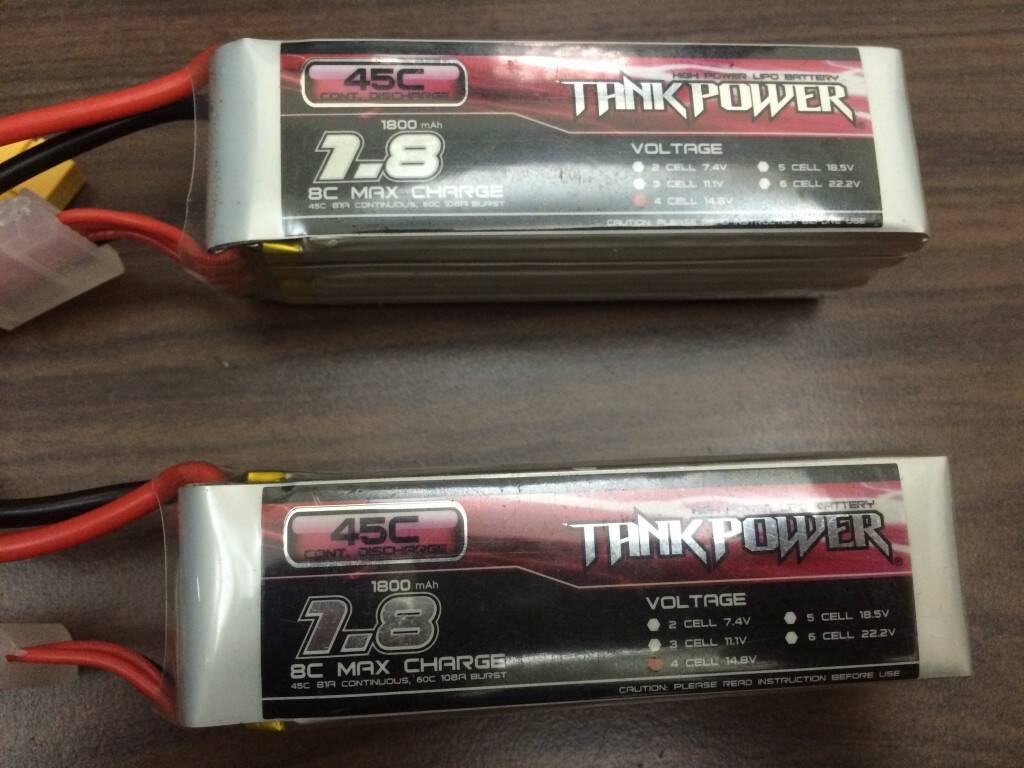 45C
CONT. DISCHARGE
HIGH POWER LIPO BATTERY
TANKPOWER
1800 mAh
1.8
8C MAX CHARGE
45C 81A CONTINUOUS, 60C 108A BURST
VOLTAGE
2 CELL 7.4V
3 CELL 11.1V
4 CELL 14.8V
5 CELL 18.5V
6 CELL 22.2V
CAUTION: PLEASE READ INSTRUCTION BEFORE USE
45C
CONT. DISCHARGE
HIGH POWER LIPO BATTERY
TANKPOWER
1800 mAh
1.8
8C MAX CHARGE
45C 81A CONTINUOUS, 60C 108A BURST
VOLTAGE
2 CELL 7.4V
3 CELL 11.1V
4 CELL 14.8V
5 CELL 18.5V
6 CELL 22.2V
CAUTION: PLEASE READ INSTRUCTION BEFORE USE